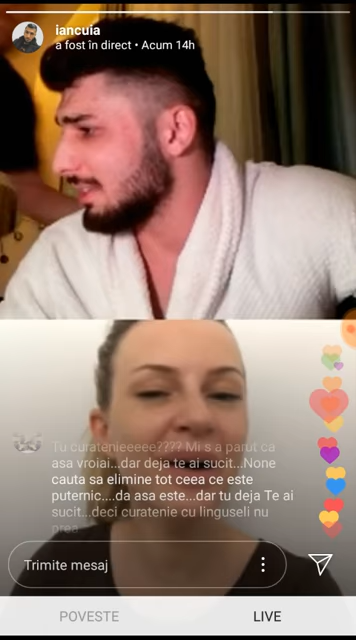 iancuia
a fost în direct • Acum 14h
Tu curatenieeeee???? Mi s a parut ca
asa vroiai...dar deja te ai sucit...None
cauta sa elimine tot ceea ce este
puternic....da asa este...dar tu deja Te ai
sucit...deci curatenie cu linguseli nu
prea
Trimite mesaj
POVESTE
LIVE